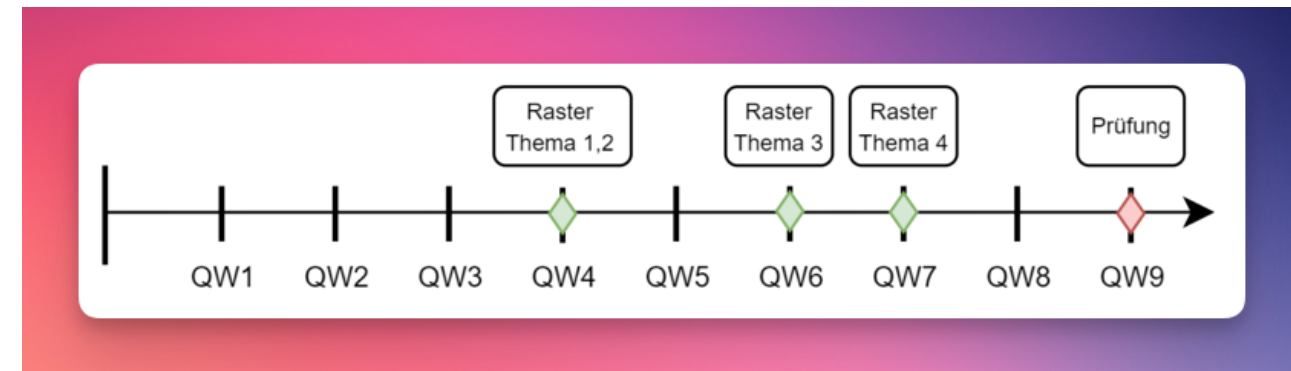 Raster
Thema 1,2
Raster
Thema 3
Raster
Thema 4
Prüfung
QW1 QW2 QW3 QW4 QW5 QW6 QW7 QW8 QW9